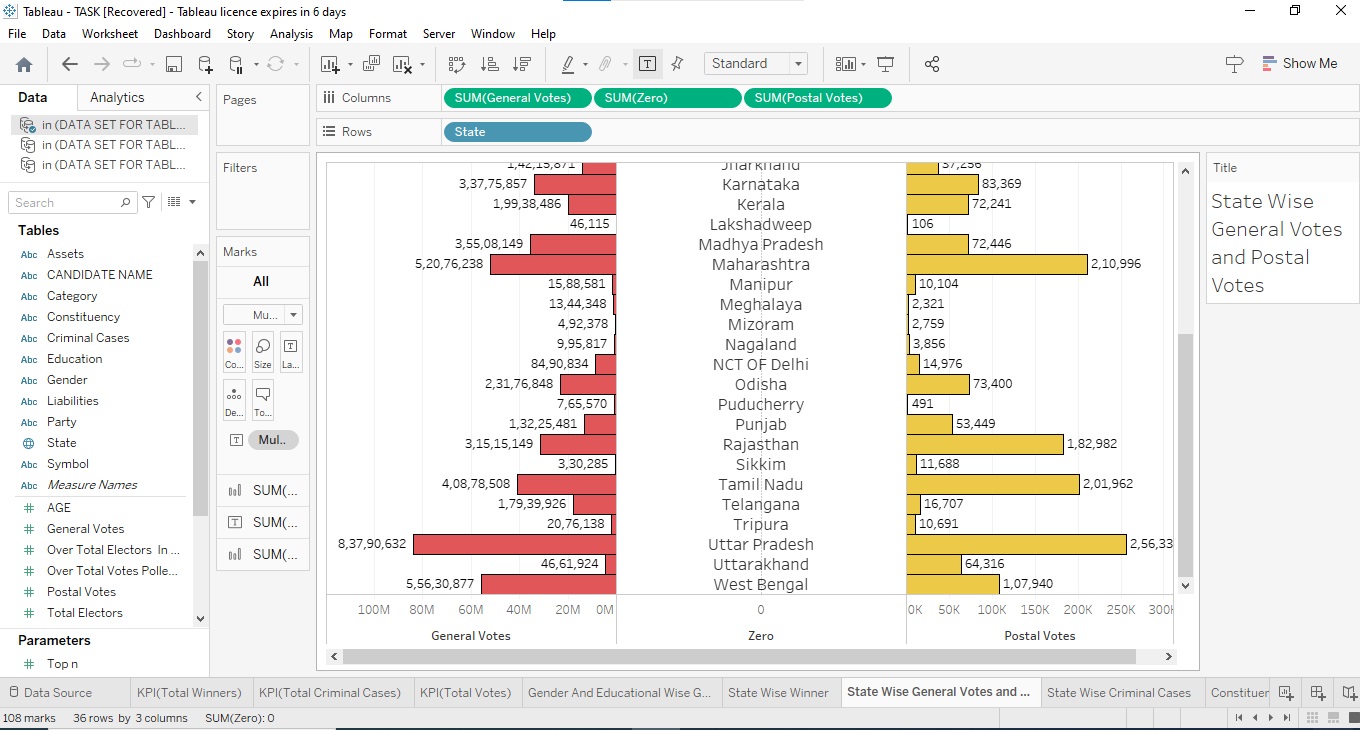 Tableau - TASK [Recovered] - Tableau licence expires in 6 days
File Data Worksheet Dashboard Story Analysis Map Format Server Window Help
Standard
Show Me
Data Analytics
in (DATA SET FOR TABL...
in (DATA SET FOR TABL...
in (DATA SET FOR TABL...
Search
Tables
Abc Assets
Abc CANDIDATE NAME
Abc Category
Abc Constituency
Abc Criminal Cases
Abc Education
Abc Gender
Abc Liabilities
Abc Party
State
Abc Symbol
Abc Measure Names
# AGE
# General Votes
# Over Total Electors In ...
# Over Total Votes Polle...
# Postal Votes
# Total Electors
Parameters
# Top n
Pages
Filters
Marks
All
Mu...
Co... Size La...
De... To...
Mul..
SUM(...
SUM(...
SUM(...
Columns SUM(General Votes) SUM(Zero) SUM(Postal Votes)
Rows State
1,42,15,871 Jharkhand 37,256
3,37,75,857 Karnataka 83,369
1,99,38,486 Kerala 72,241
46,115 Lakshadweep 106
3,55,08,149 Madhya Pradesh 72,446
5,20,76,238 Maharashtra 2,10,996
15,88,581 Manipur 10,104
13,44,348 Meghalaya 2,321
4,92,378 Mizoram 2,759
9,95,817 Nagaland 3,856
84,90,834 NCT OF Delhi 14,976
2,31,76,848 Odisha 73,400
7,65,570 Puducherry 491
1,32,25,481 Punjab 53,449
3,15,15,149 Rajasthan 1,82,982
3,30,285 Sikkim 11,688
4,08,78,508 Tamil Nadu 2,01,962
1,79,39,926 Telangana 16,707
20,76,138 Tripura 10,691
8,37,90,632 Uttar Pradesh 2,56,33
46,61,924 Uttarakhand 64,316
5,56,30,877 West Bengal 1,07,940
100M 80M 60M 40M 20M 0M 0 0K 50K 100K 150K 200K 250K 300K
General Votes Zero Postal Votes
Title
State Wise
General Votes
and Postal
Votes
Data Source KPI(Total Winners) KPI(Total Criminal Cases) KPI(Total Votes) Gender And Educational Wise G... State Wise Winner State Wise General Votes and ... State Wise Criminal Cases Constituer
108 marks 36 rows by 3 columns SUM(Zero): 0